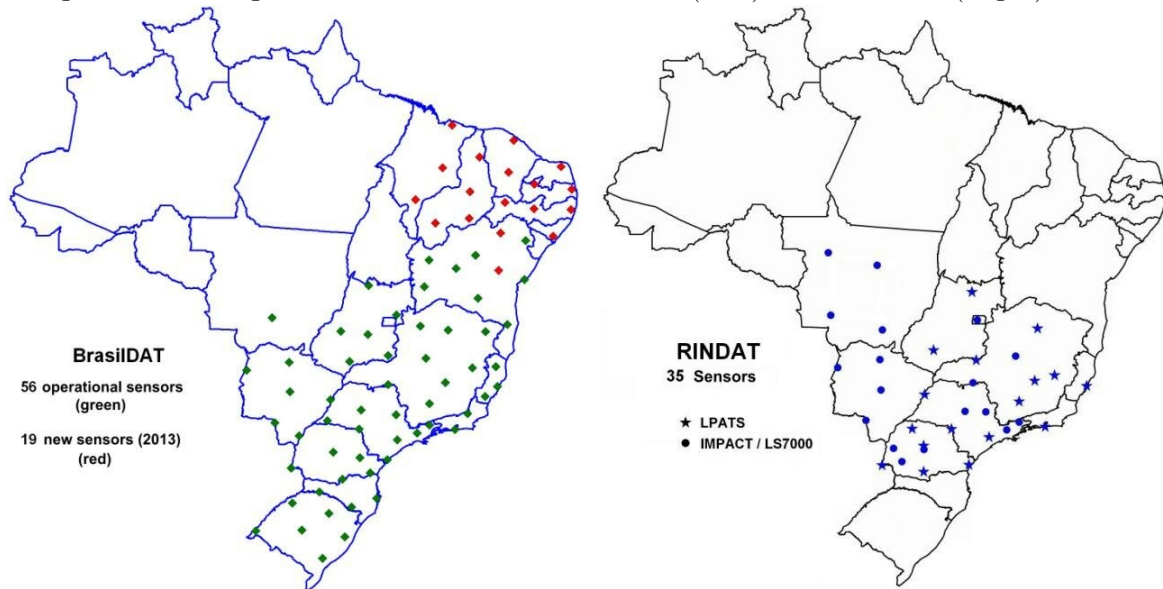 BrasilDAT
56 operational sensors
(green)
19 new sensors (2013)
(red)
RINDAT
35 Sensors
★ LPATS
● IMPACT / LS7000